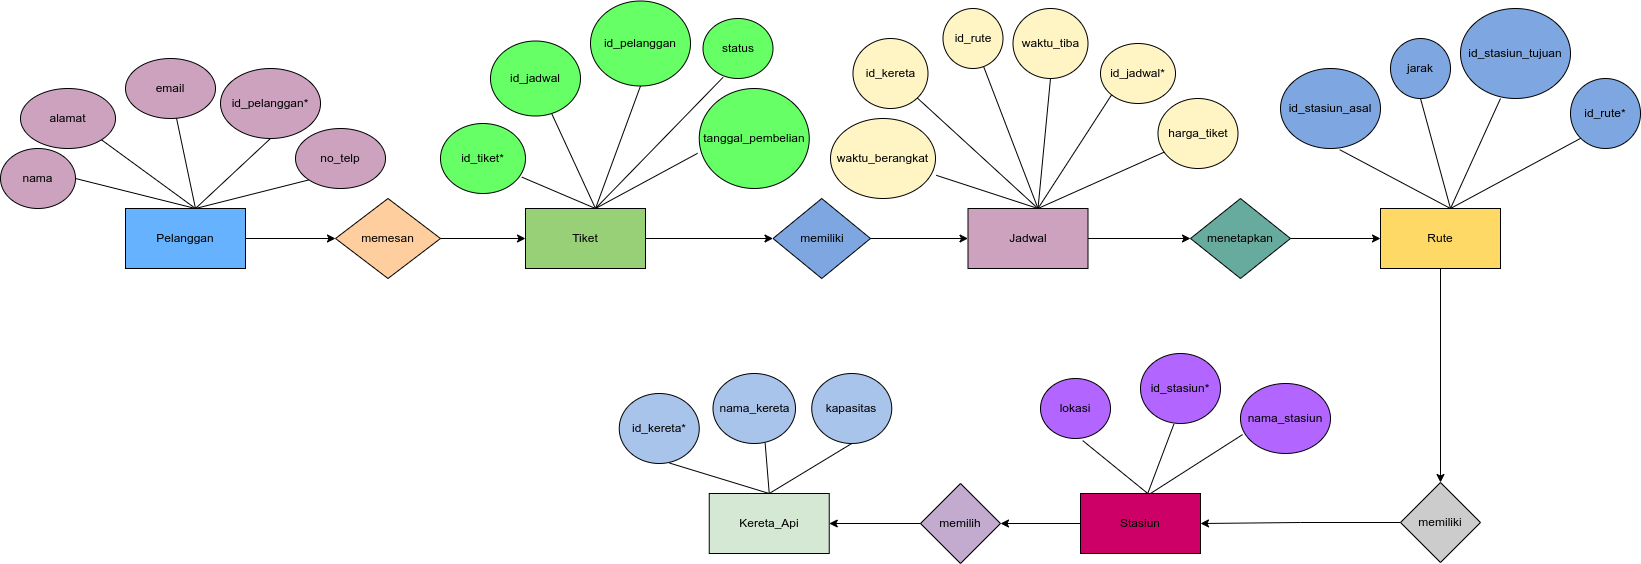 nama
alamat
email
id_pelanggan*
no_telp
Pelanggan
memesan
id_tiket*
id_jadwal
id_pelanggan
status
tanggal_pembelian
Tiket
memiliki
waktu_berangkat
id_kereta
id_rute
waktu_tiba
id_jadwal*
harga_tiket
Jadwal
menetapkan
id_stasiun_asal
jarak
id_stasiun_tujuan
id_rute*
Rute
memiliki
lokasi
id_stasiun*
nama_stasiun
Stasiun
memilih
id_kereta*
nama_kereta
kapasitas
Kereta_Api